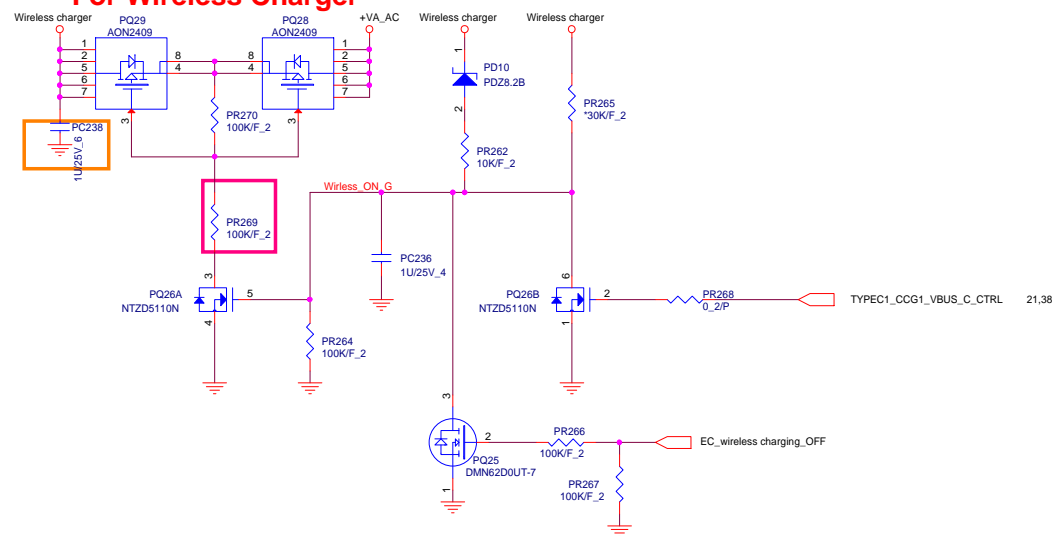 For Wireless Charger
Wireless charger
PQ29
AON2409
PQ28
AON2409
+VA_AC
Wireless charger
Wireless charger
1
2
5
6
7
8
4
3
8
4
3
1
2
5
6
7
PC238
1U/25V_6
PR270
100K/F_2
1
PD10
PDZ8.2B
2
PR265
*30K/F_2
PR262
10K/F_2
Wirless_ON_G
PR269
100K/F_2
PC236
1U/25V_4
3
PQ26A
NTZD5110N
5
4
PR264
100K/F_2
6
PQ26B
NTZD5110N
2
1
PR268
0_2/P
TYPEC1_CCG1_VBUS_C_CTRL
21,38
3
2
PQ25
DMN62D0UT-7
1
PR266
100K/F_2
EC_wireless charging_OFF
PR267
100K/F_2